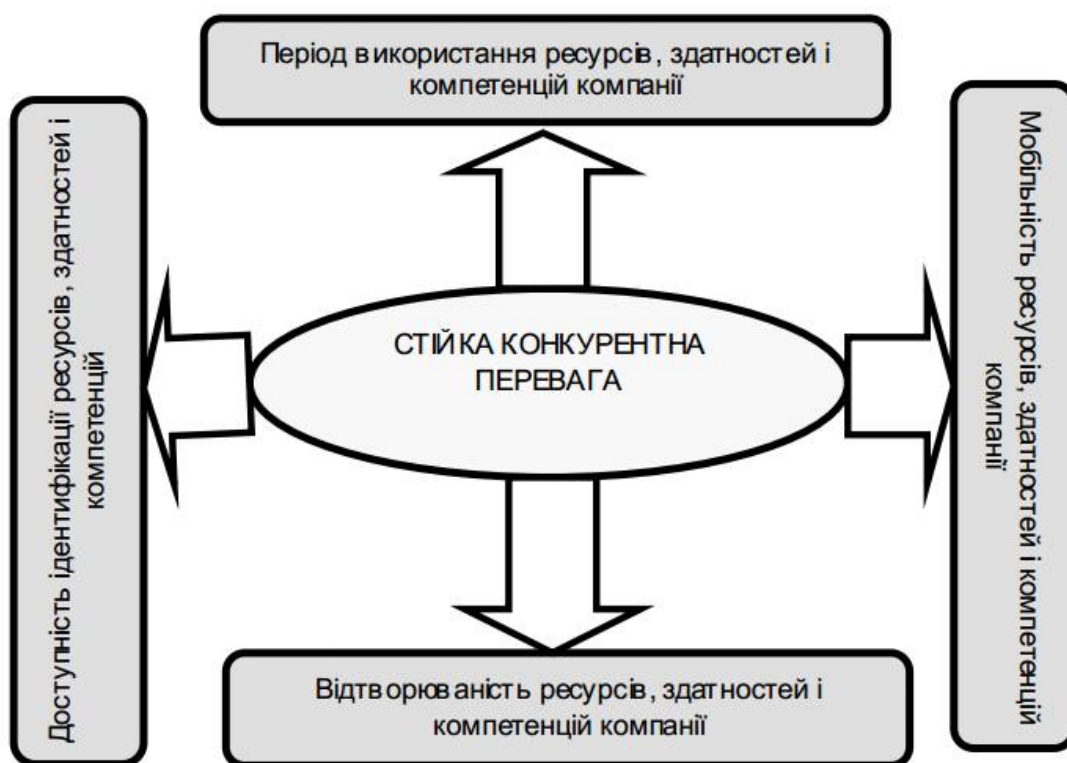 Період використання ресурсів, здатностей і
компетенцій компанії
Доступність ідентифікації ресурсів, здатностей і
компетенцій
СТІЙКА КОНКУРЕНТНА
ПЕРЕВАГА
Мобільність ресурсів, здатностей і компетенцій
компанії
Відтворюваність ресурсів, здатностей і
компетенцій компанії